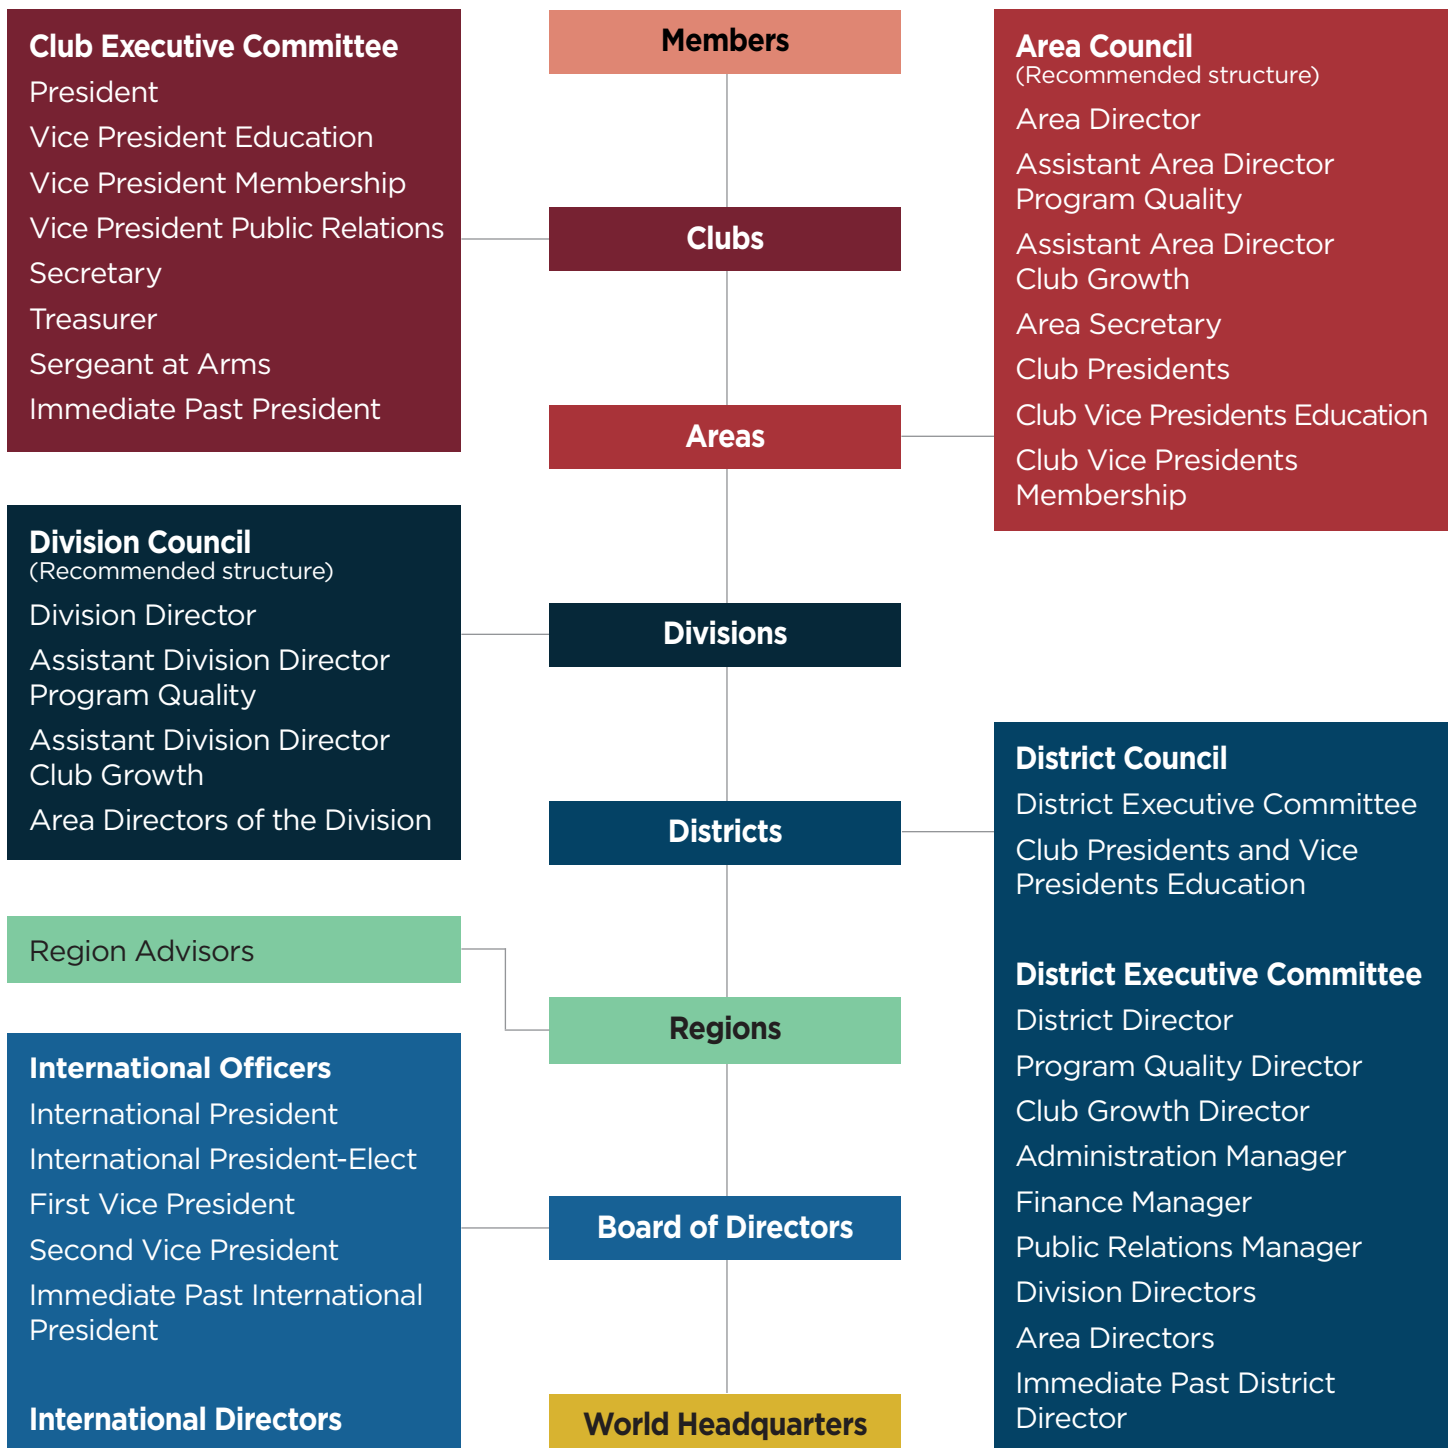 Members
Club Executive Committee
President
Vice President Education
Vice President Membership
Vice President Public Relations
Secretary
Treasurer
Sergeant at Arms
Immediate Past President
Clubs
Area Council
(Recommended structure)
Area Director
Assistant Area Director
Program Quality
Assistant Area Director
Club Growth
Area Secretary
Club Presidents
Club Vice Presidents Education
Club Vice Presidents
Membership
Areas
Division Council
(Recommended structure)
Division Director
Assistant Division Director
Program Quality
Assistant Division Director
Club Growth
Area Directors of the Division
Divisions
Districts
District Council
District Executive Committee
Club Presidents and Vice
Presidents Education
District Executive Committee
District Director
Program Quality Director
Club Growth Director
Administration Manager
Finance Manager
Public Relations Manager
Division Directors
Area Directors
Immediate Past District
Director
Region Advisors
Regions
International Officers
International President
International President-Elect
First Vice President
Second Vice President
Immediate Past International
President
International Directors
Board of Directors
World Headquarters